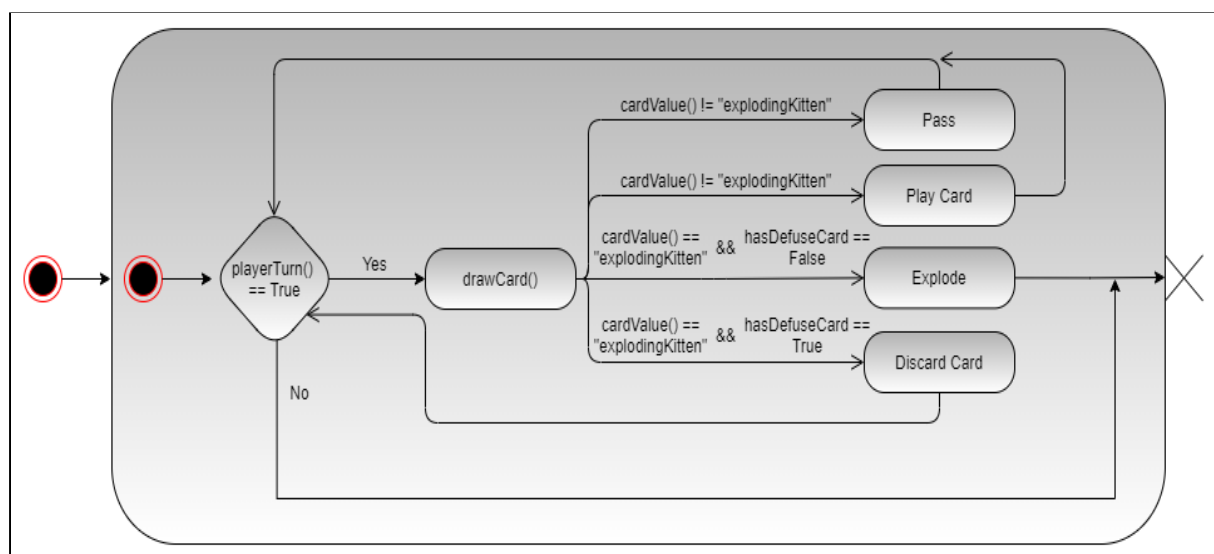 cardValue() != "explodingKitten"
Pass
cardValue() != "explodingKitten"
Play Card
playerTurn()
== True
Yes
drawCard()
cardValue() ==
"explodingKitten"
&&
hasDefuseCard ==
False
Explode
cardValue() ==
"explodingKitten"
&&
hasDefuseCard ==
True
Discard Card
No